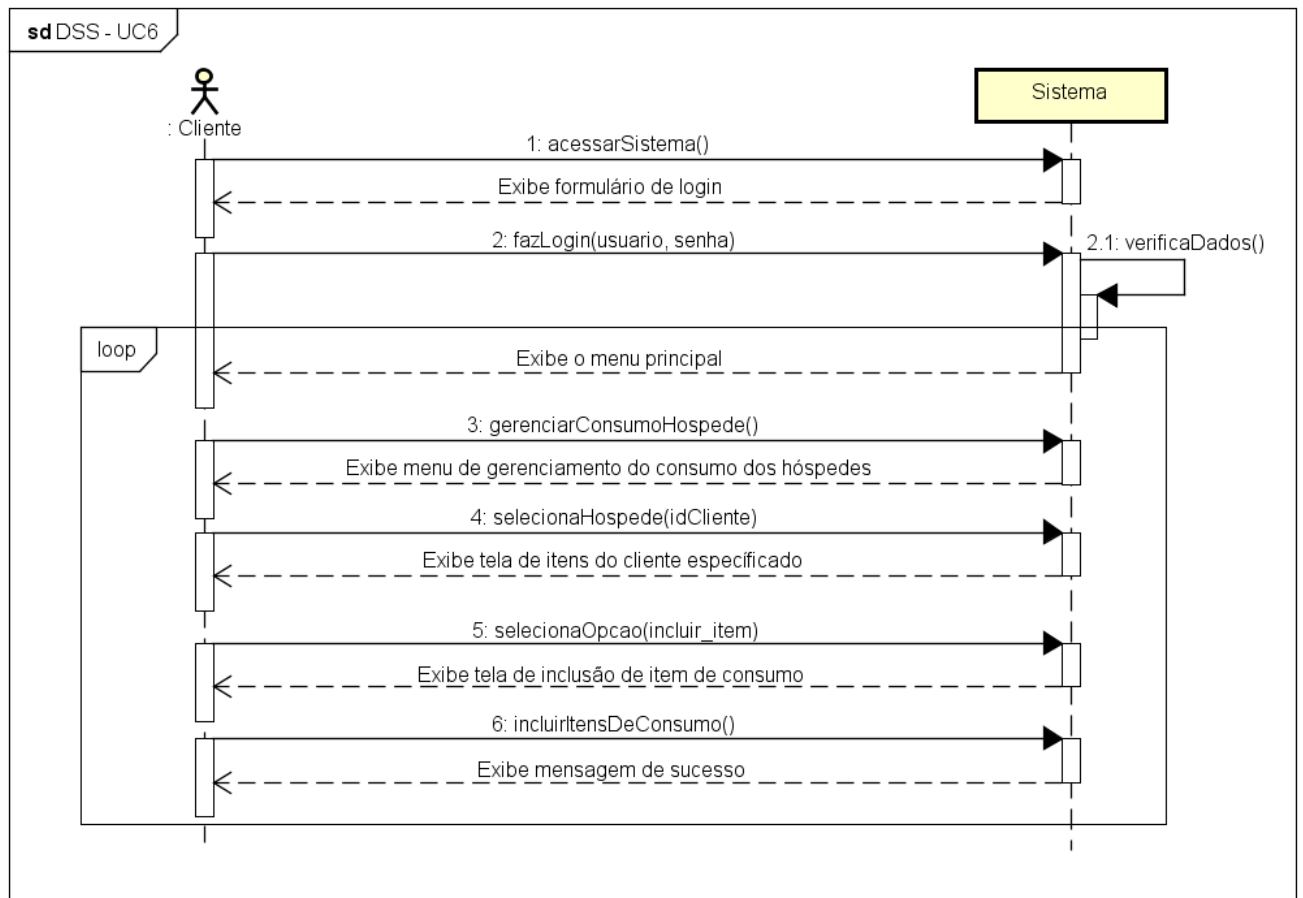 sd DSS - UC6
: Cliente
Sistema
1: acessarSistema()
Exibe formulário de login
2: fazLogin(usuario, senha)
2.1: verificaDados()
loop
Exibe o menu principal
3: gerenciarConsumoHospede()
Exibe menu de gerenciamento do consumo dos hóspedes
4: selecionaHospede(idCliente)
Exibe tela de itens do cliente específicado
5: selecionaOpcao(incluir_item)
Exibe tela de inclusão de item de consumo
6: incluirItensDeConsumo()
Exibe mensagem de sucesso